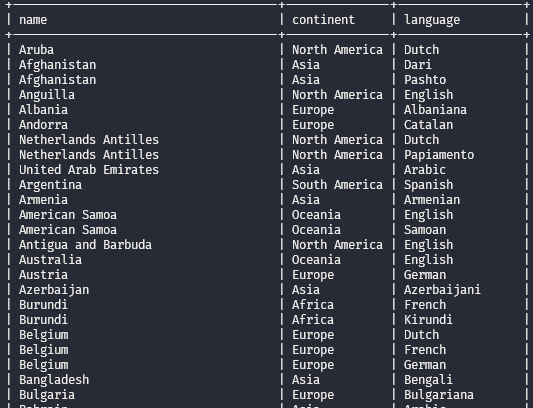 name continent language
Aruba North America Dutch
Afghanistan Asia Dari
Afghanistan Asia Pashto
Anguilla North America English
Albania Europe Albaniana
Andorra Europe Catalan
Netherlands Antilles North America Dutch
Netherlands Antilles North America Papiamento
United Arab Emirates Asia Arabic
Argentina South America Spanish
Armenia Asia Armenian
American Samoa Oceania English
American Samoa Oceania Samoan
Antigua and Barbuda North America English
Australia Oceania English
Austria Europe German
Azerbaijan Asia Azerbaijani
Burundi Africa French
Burundi Africa Kirundi
Belgium Europe Dutch
Belgium Europe French
Belgium Europe German
Bangladesh Asia Bengali
Bulgaria Europe Bulgariana